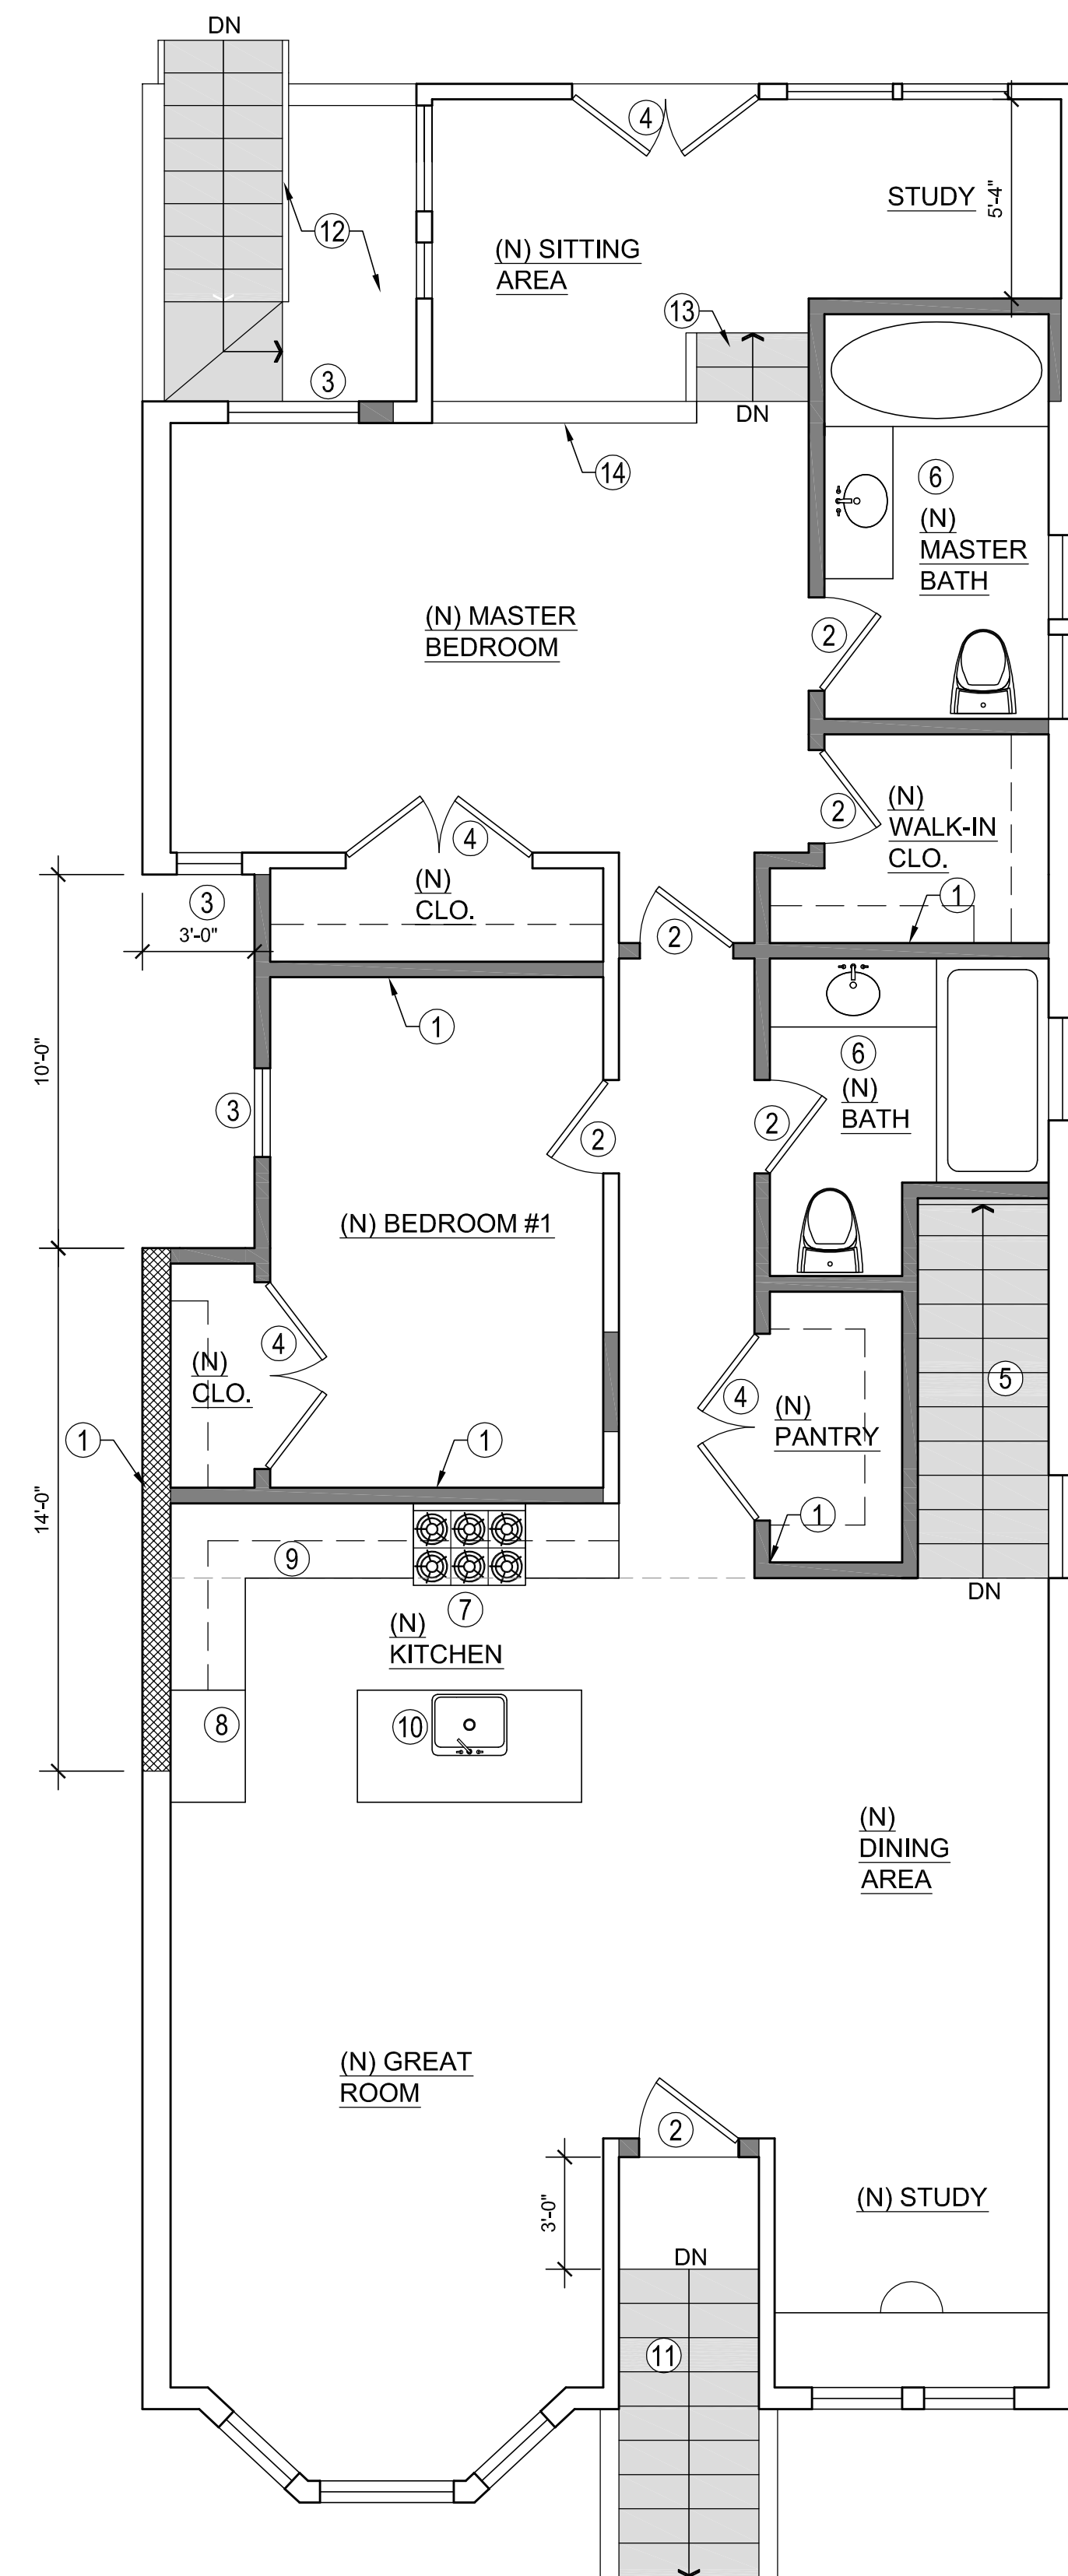 DN
4
STUDY
5'-4"
12
(N) SITTING
AREA
13
3
DN
14
6
(N)
MASTER
BATH
(N) MASTER
BEDROOM
2
4
2
(N)
WALK-IN
CLO.
(N)
CLO.
1
3
3'-0"
2
1
10'-0"
6
(N)
BATH
3
2
2
(N) BEDROOM #1
4
(N)
CLO.
4
(N)
PANTRY
5
1
1
1
14'-0"
9
7
DN
(N)
KITCHEN
8
10
(N)
DINING
AREA
(N) GREAT
ROOM
2
3'-0"
(N) STUDY
DN
11